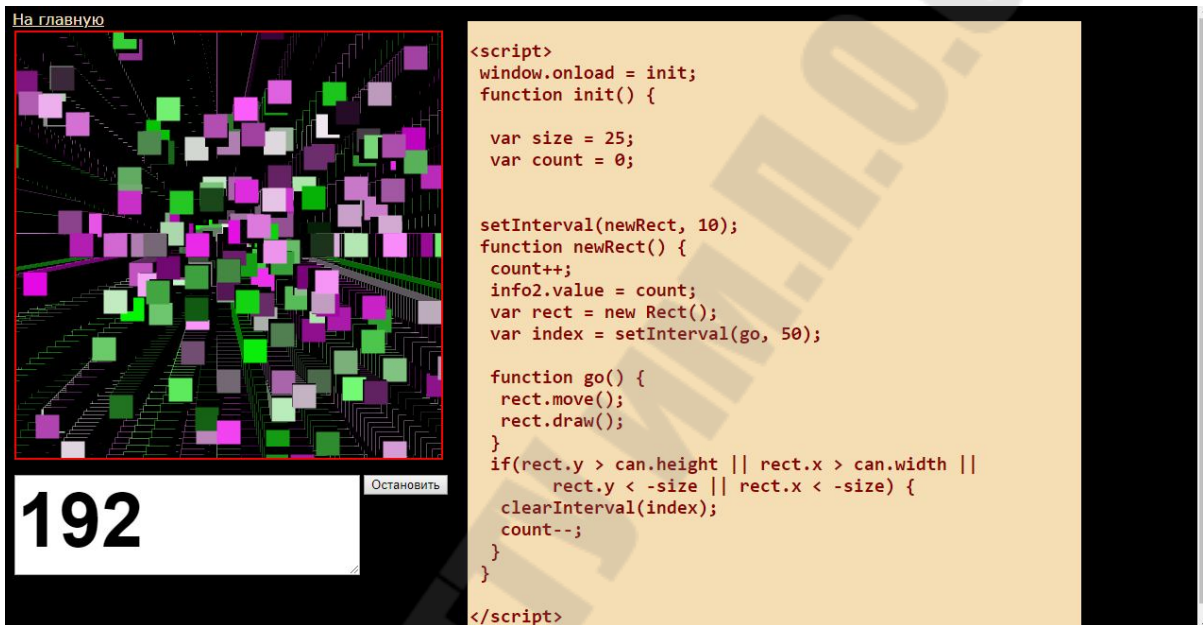 На главную
<script>
window.onload = init;
function init() {
var size = 25;
var count = 0;
setInterval(newRect, 10);
function newRect() {
count++;
info2.value = count;
var rect = new Rect();
var index = setInterval(go, 50);
function go() {
rect.move();
rect.draw();
}
if(rect.y > can.height || rect.x > can.width ||
rect.y < -size || rect.x < -size) {
clearInterval(index);
count--;
}
}
</script>
192
Остановить